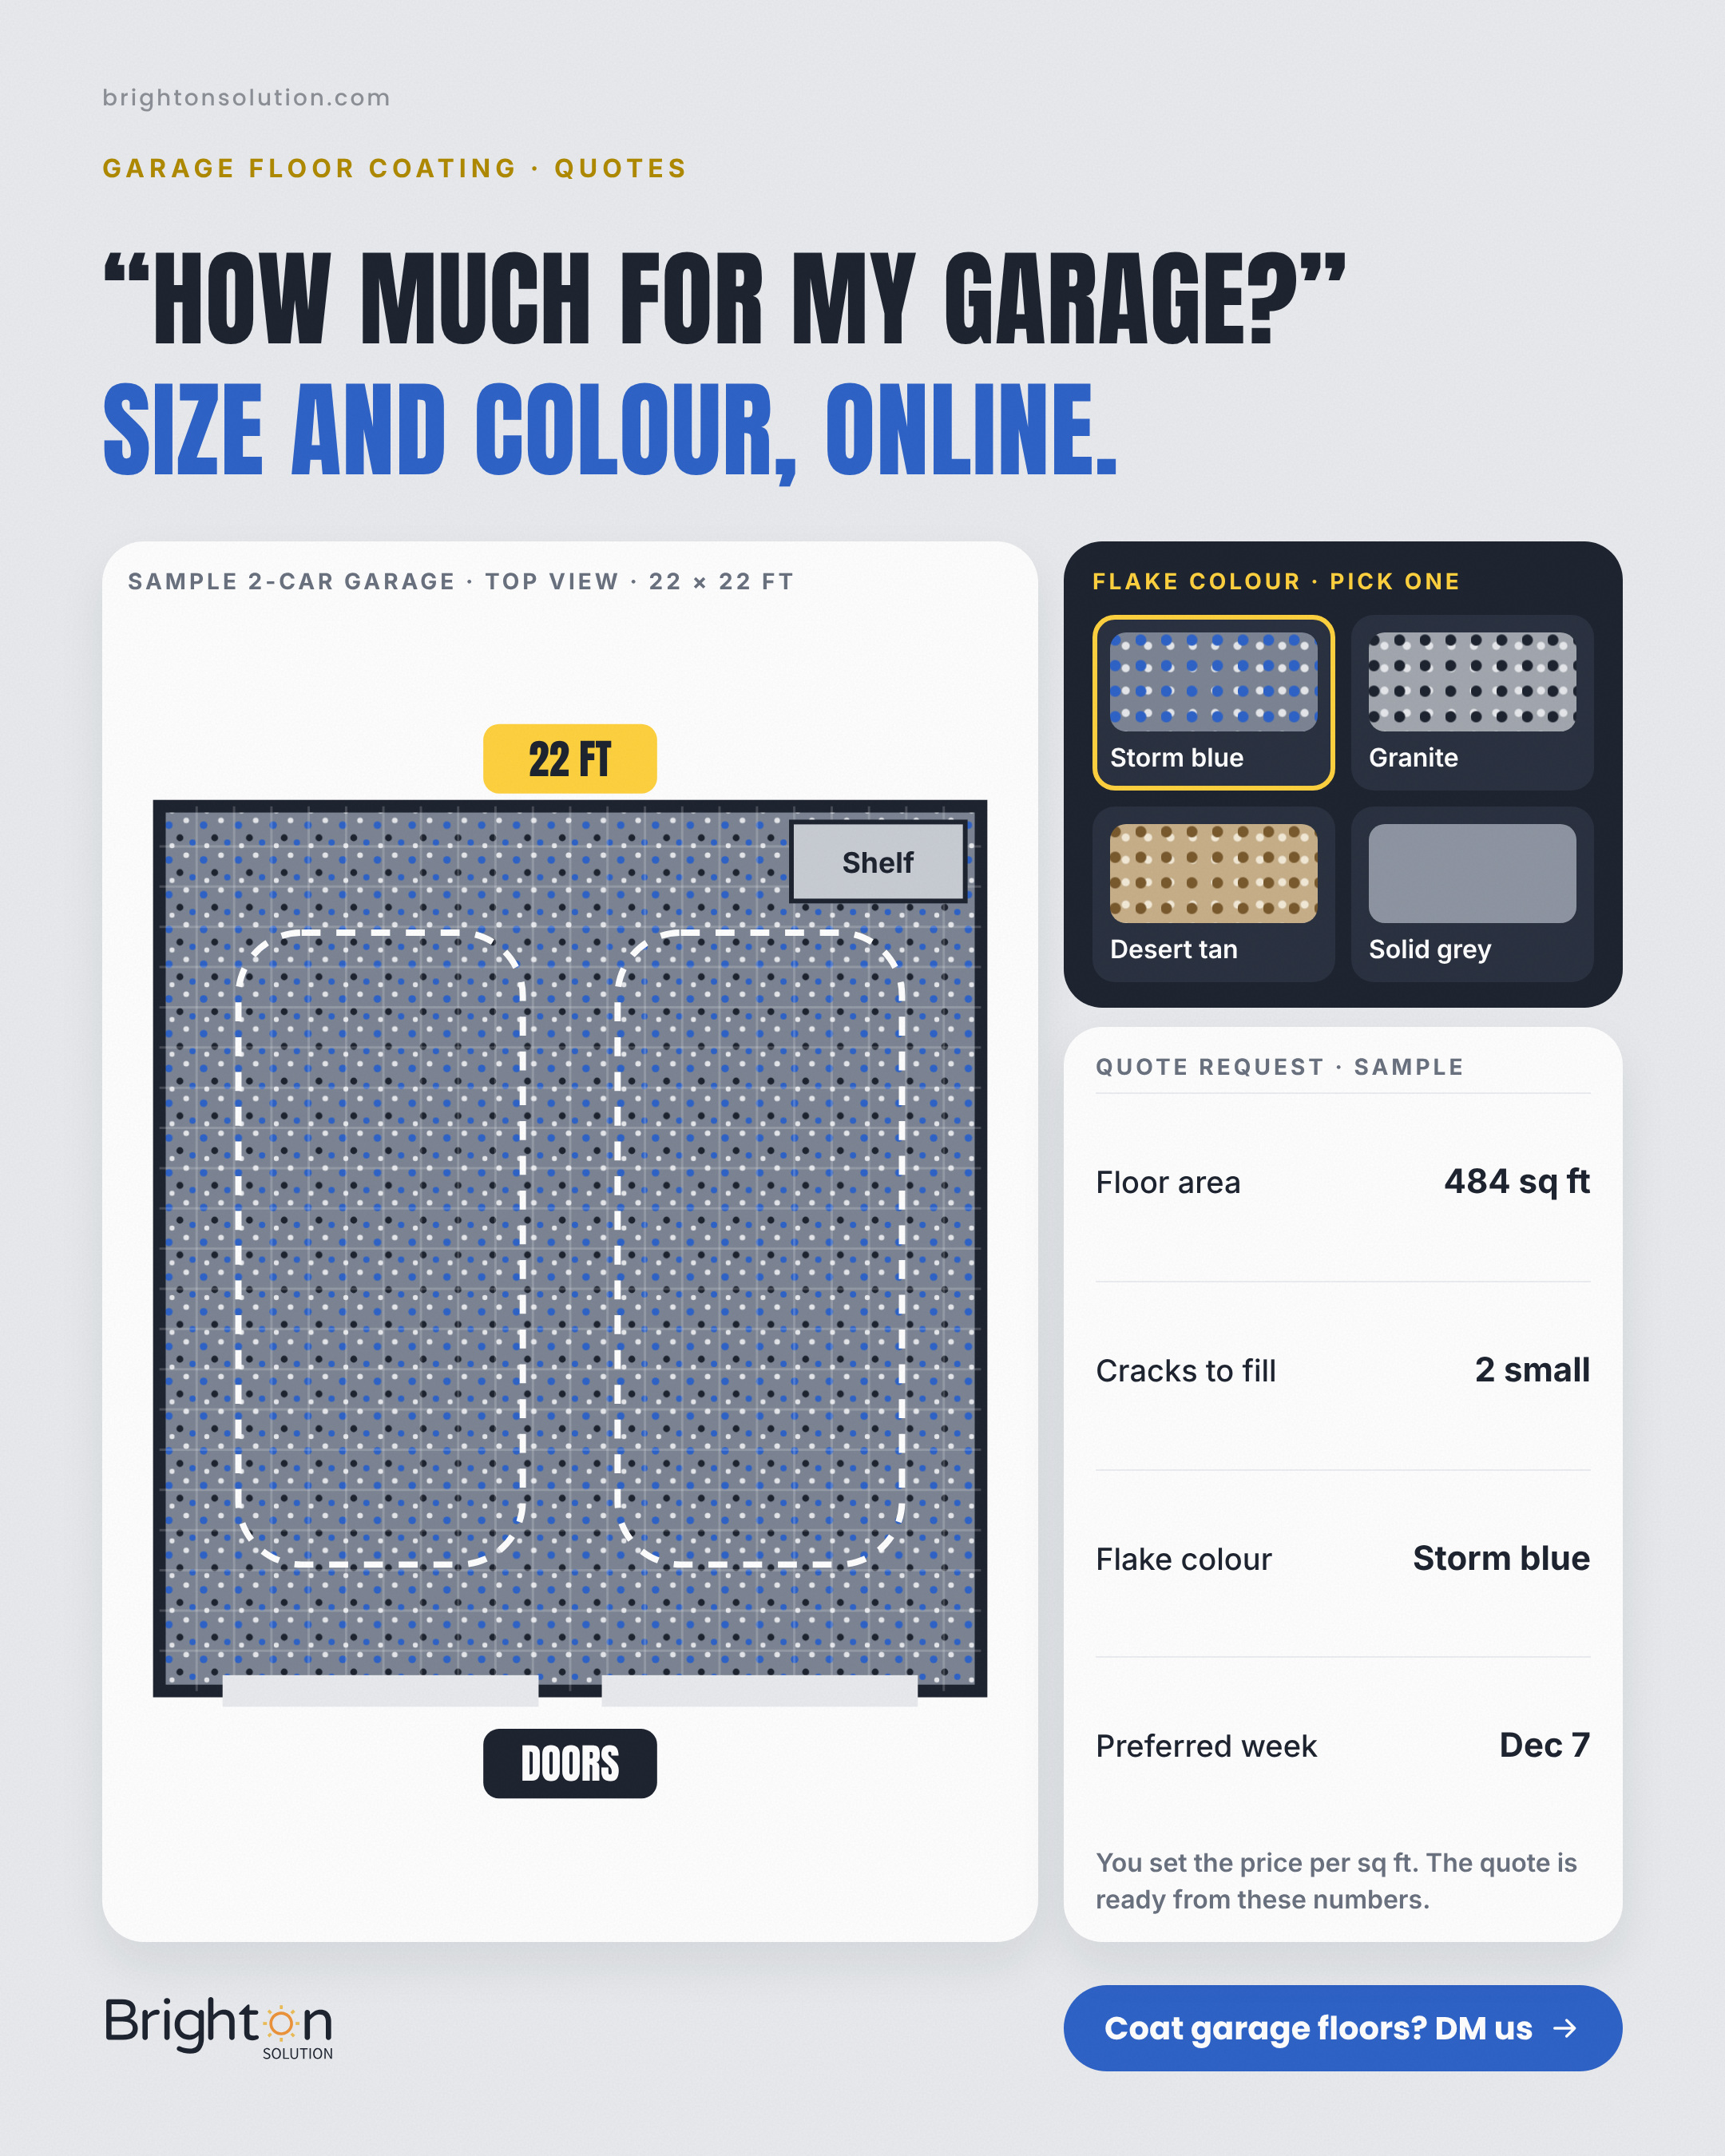 brightonsolution.com
GARAGE FLOOR COATING · QUOTES
“HOW MUCH FOR MY GARAGE?”
SIZE AND COLOUR, ONLINE.
SAMPLE 2-CAR GARAGE · TOP VIEW · 22 × 22 FT
22 FT
Shelf
DOORS
FLAKE COLOUR · PICK ONE
Storm blue
Granite
Desert tan
Solid grey
QUOTE REQUEST · SAMPLE
Floor area 484 sq ft
Cracks to fill 2 small
Flake colour Storm blue
Preferred week Dec 7
You set the price per sq ft. The quote is
ready from these numbers.
Brighton
SOLUTION
Coat garage floors? DM us →